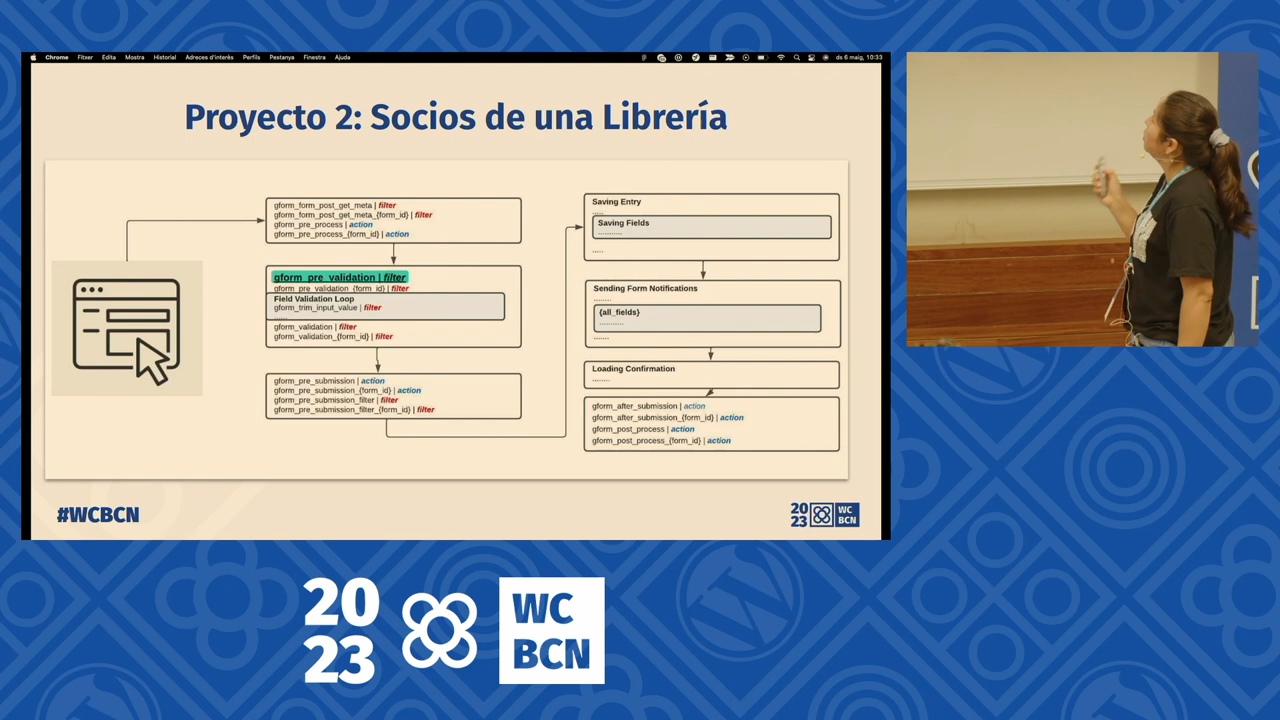 Chrome Fitxer Edita Mostra Historial Adreces d'interès Perfils Pestanya Finestra Ajuda
ds 6 maig, 10:33
Proyecto 2: Socios de una Librería
gform_form_post_get_meta | filter
gform_form_post_get_meta_{form_id} | filter
gform_pre_process | action
gform_pre_process_{form_id} | action
gform_pre_validation | filter
gform_pre_validation_{form_id} | filter
Field Validation Loop
gform_trim_input_value | filter
......
gform_validation | filter
gform_validation_{form_id} | filter
gform_pre_submission | action
gform_pre_submission_{form_id} | action
gform_pre_submission_filter | filter
gform_pre_submission_filter_{form_id} | filter
Saving Entry
.....
Saving Fields
...........
.....
Sending Form Notifications
........
{all_fields}
...........
.......
Loading Confirmation
........
gform_after_submission | action
gform_after_submission_{form_id} | action
gform_post_process | action
gform_post_process_{form_id} | action
#WCBCN
20
23
WC
BCN
20
23
WC
BCN